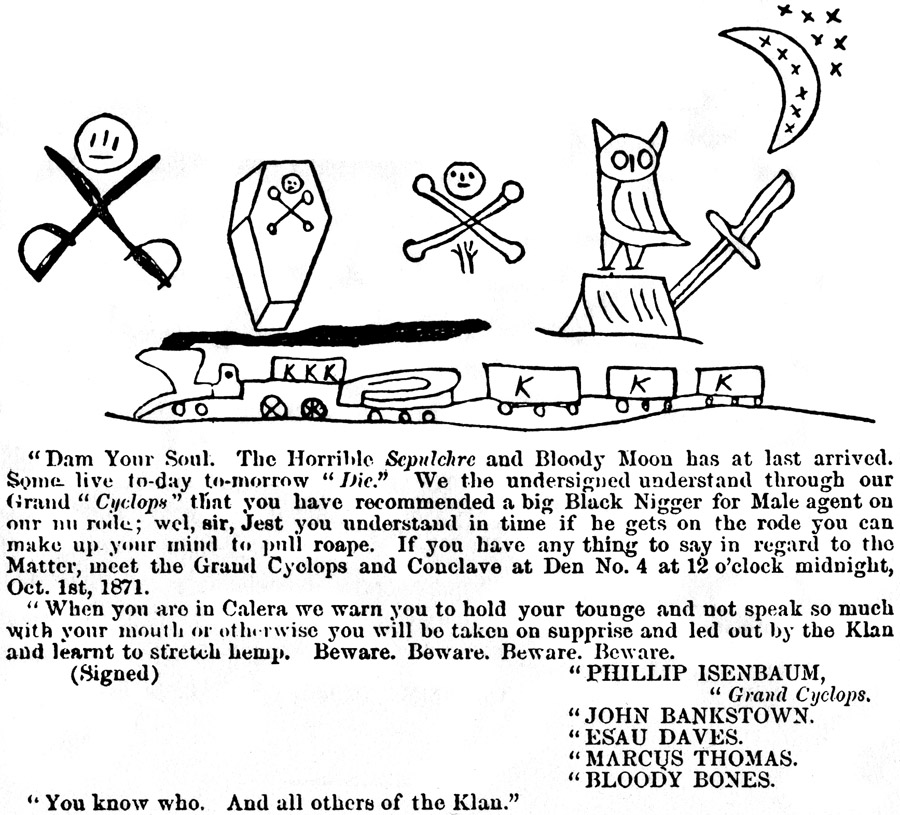 KKK
K
K
K
“Dam Your Soul. The Horrible Sepulchre and Bloody Moon has at last arrived.
Some live to-day to-morrow “Die.” We the undersigned understand through our
Grand “Cyclops” that you have recommended a big Black Nigger for Male agent on
our nu rode; wel, sir, Jest you understand in time if he gets on the rode you can
make up your mind to pull roape. If you have any thing to say in regard to the
Matter, meet the Grand Cyclops and Conclave at Den No. 4 at 12 o’clock midnight,
Oct. 1st, 1871.
“When you are in Calera we warn you to hold your tounge and not speak so much
with your mouth or otherwise you will be taken on supprise and led out by the Klan
and learnt to stretch hemp. Beware. Beware. Beware. Beware.
(Signed) “PHILLIP ISENBAUM,
“Grand Cyclops.
“JOHN BANKSTOWN.
“ESAU DAVES.
“MARCUS THOMAS.
“BLOODY BONES.
“You know who. And all others of the Klan.”